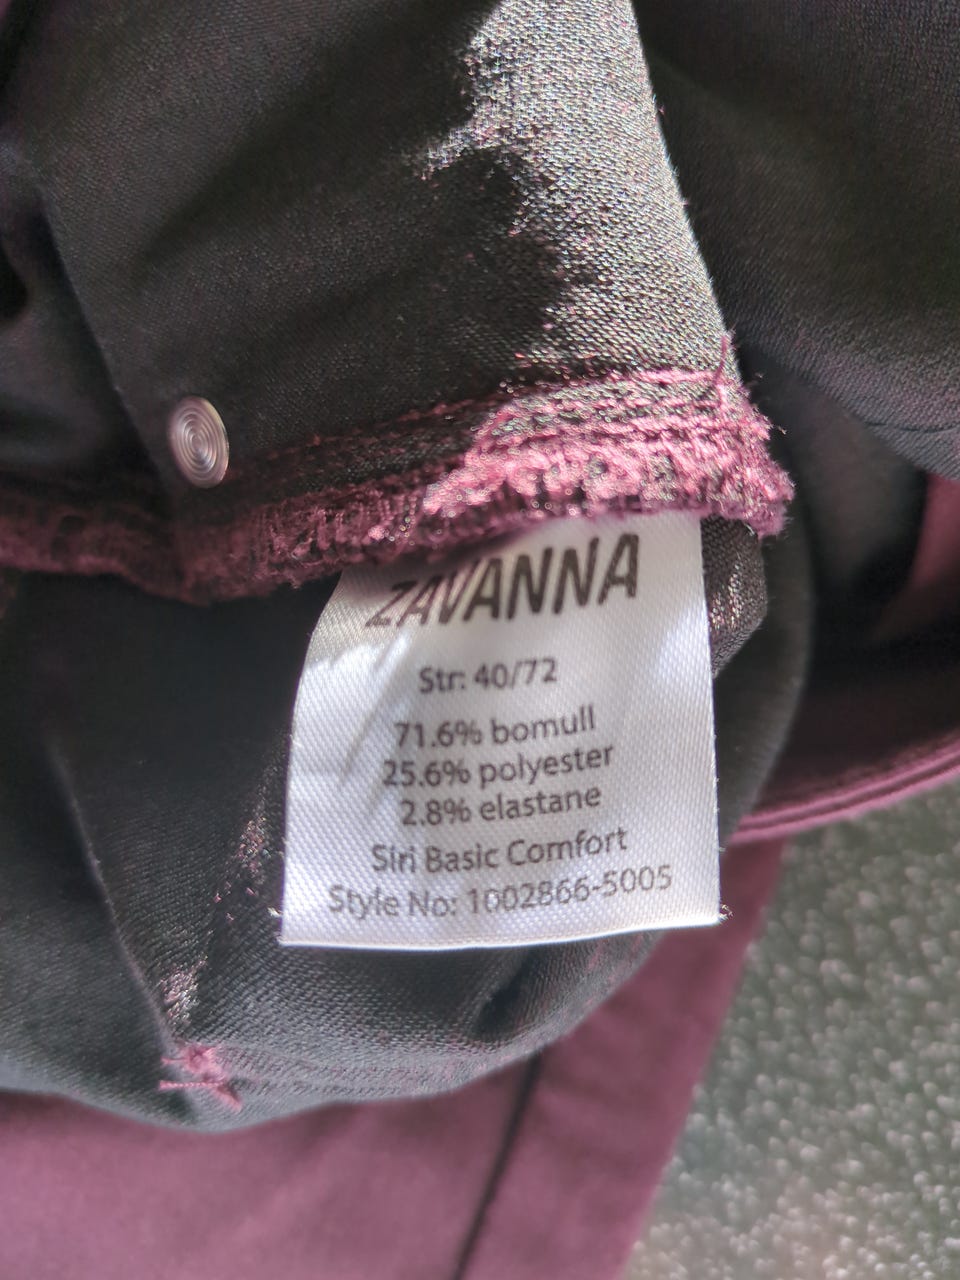 ZAVANNA
Str: 40/72
71.6% bomull
25.6% polyester
2.8% elastane
Siri Basic Comfort
Style No: 1002866-5005